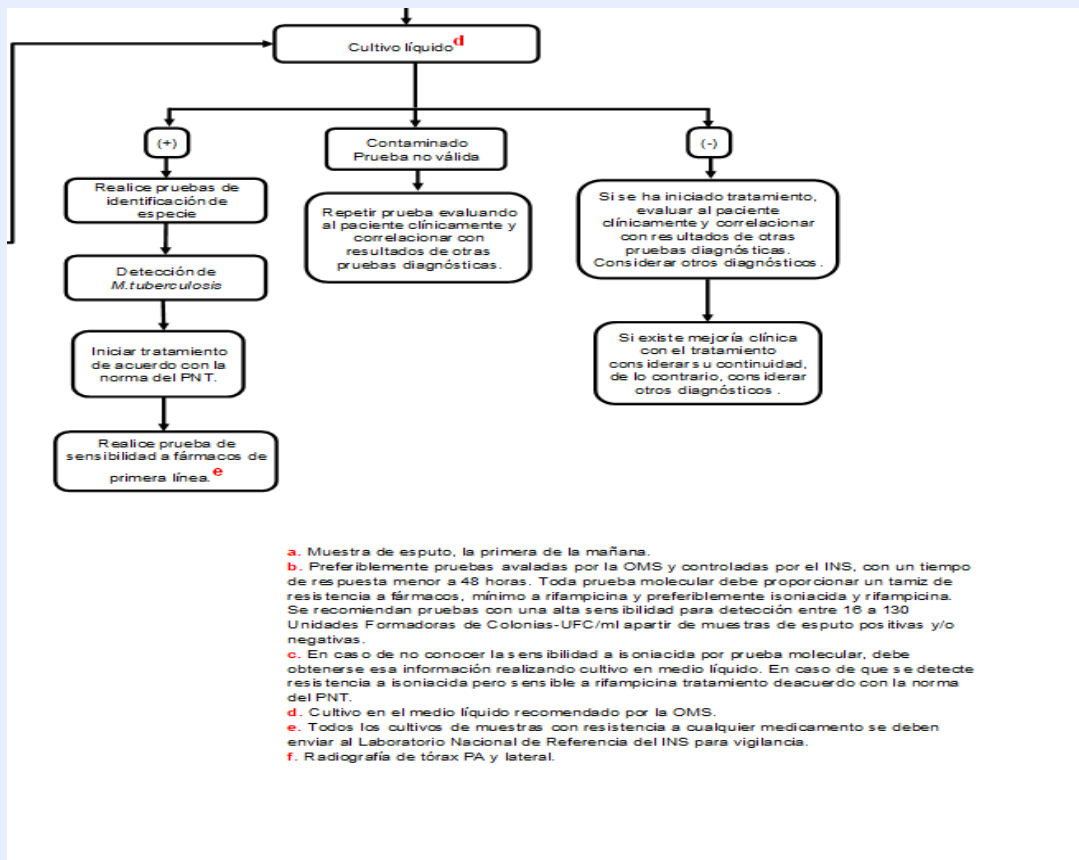 Cultivo líquido d
(+)
Realice pruebas de
identificación de
especie
Detección de
M.tuberculosis
Iniciar tratamiento
de acuerdo con la
norma del PNT.
Realice prueba de
sensibilidad a fármacos de
primera línea. e
Contaminado
Prueba no válida
Repetir prueba evaluando
al paciente clínicamente y
correlacionar con
resultados de otras
pruebas diagnósticas.
(-)
Si se ha iniciado tratamiento,
evaluar al paciente
clínicamente y correlacionar
con resultados de otras
pruebas diagnósticas.
Considerar otros diagnósticos.
Si existe mejoría clínica
con el tratamiento
considerar su continuidad,
de lo contrario, considerar
otros diagnósticos.
a. Muestra de esputo, la primera de la mañana.
b. Preferiblemente pruebas avaladas por la OMS y controladas por el INS, con un tiempo
de respuesta menor a 48 horas. Toda prueba molecular debe proporcionar un tamiz de
resistencia a fármacos, mínimo a rifampicina y preferiblemente isoniacida y rifampicina.
Se recomiendan pruebas con una alta sensibilidad para detección entre 16 a 130
Unidades Formadoras de Colonias-UFC/ml apartir de muestras de esputo positivas y/o
negativas.
c. En caso de no conocer la sensibilidad a isoniacida por prueba molecular, debe
obtenerse esa información realizando cultivo en medio líquido. En caso de que se detecte
resistencia a isoniacida pero sensible a rifampicina tratamiento deacuerdo con la norma
del PNT.
d. Cultivo en el medio líquido recomendado por la OMS.
e. Todos los cultivos de muestras con resistencia a cualquier medicamento se deben
enviar al Laboratorio Nacional de Referencia del INS para vigilancia.
f. Radiografía de tórax PA y lateral.